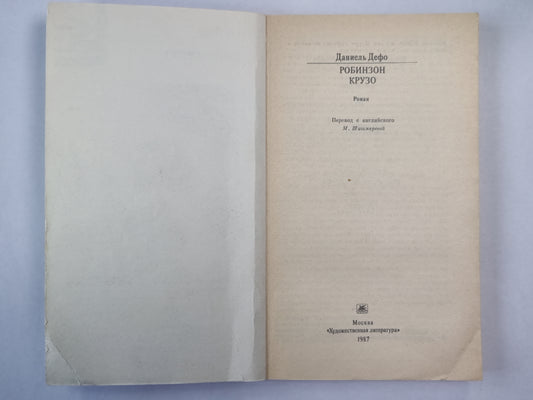 Даниель Дефо
РОБИНЗОН
КРУЗО
Роман
Перевод с английского
М. Шишмаревой
Москва
«Художественная литература»
1987